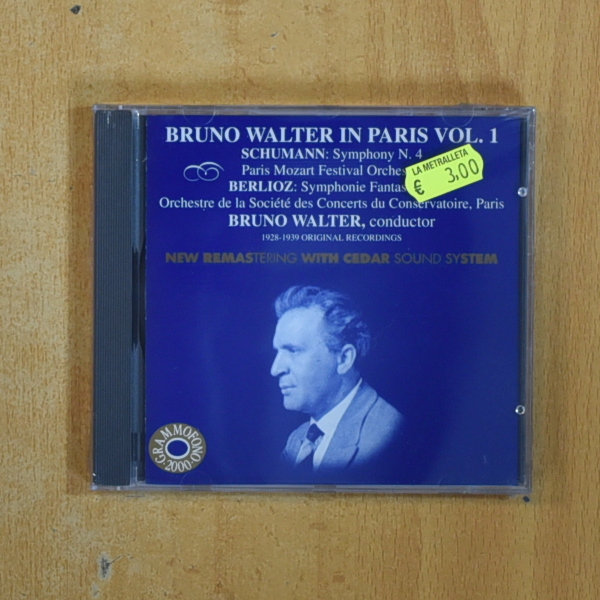 BRUNO WALTER IN PARIS VOL. 1
SCHUMANN: Symphony N. 4
Paris Mozart Festival Orches
BERLIOZ: Symphonie Fantas
Orchestre de la Société des Concerts du Conservatoire, Paris
BRUNO WALTER, conductor
1928-1939 ORIGINAL RECORDINGS
NEW REMASTERING WITH CEDAR SOUND SYSTEM
LA METRALLETA
€ 3,00
GRAMMOFONO
2000